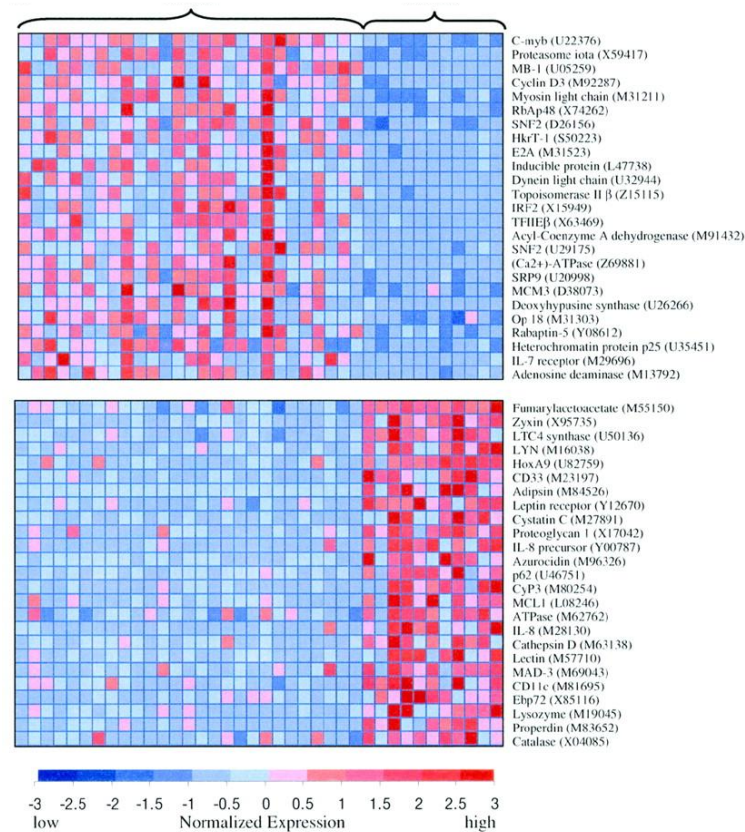 C-myb (U22376)
Proteasome iota (X59417)
MB-1 (U05259)
Cyclin D3 (M92287)
Myosin light chain (M31211)
RbAp48 (X74262)
SNF2 (D26156)
HkrT-1 (S50223)
E2A (M31523)
Inducible protein (L47738)
Dynein light chain (U32944)
Topoisomerase II β (Z15115)
IRF2 (X15949)
TFIIEβ (X63469)
Acyl-Coenzyme A dehydrogenase (M91432)
SNF2 (U29175)
(Ca2+)-ATPase (Z69881)
SRP9 (U20998)
MCM3 (D38073)
Deoxyhypusine synthase (U26266)
Op 18 (M31303)
Rabaptin-5 (Y08612)
Heterochromatin protein p25 (U35451)
IL-7 receptor (M29696)
Adenosine deaminase (M13792)
Fumarylacetoacetate (M55150)
Zyxin (X95735)
LTC4 synthase (U50136)
LYN (M16038)
HoxA9 (U82759)
CD33 (M23197)
Adipsin (M84526)
Leptin receptor (Y12670)
Cystatin C (M27891)
Proteoglycan 1 (X17042)
IL-8 precursor (Y00787)
Azurocidin (M96326)
p62 (U46751)
CyP3 (M80254)
MCL1 (L08246)
ATPase (M62762)
IL-8 (M28130)
Cathepsin D (M63138)
Lectin (M57710)
MAD-3 (M69043)
CD11c (M81695)
Ebp72 (X85116)
Lysozyme (M19045)
Properdin (M83652)
Catalase (X04085)
-3 -2.5 -2 -1.5 -1 -0.5 0 0.5 1 1.5 2 2.5 3
low Normalized Expression high